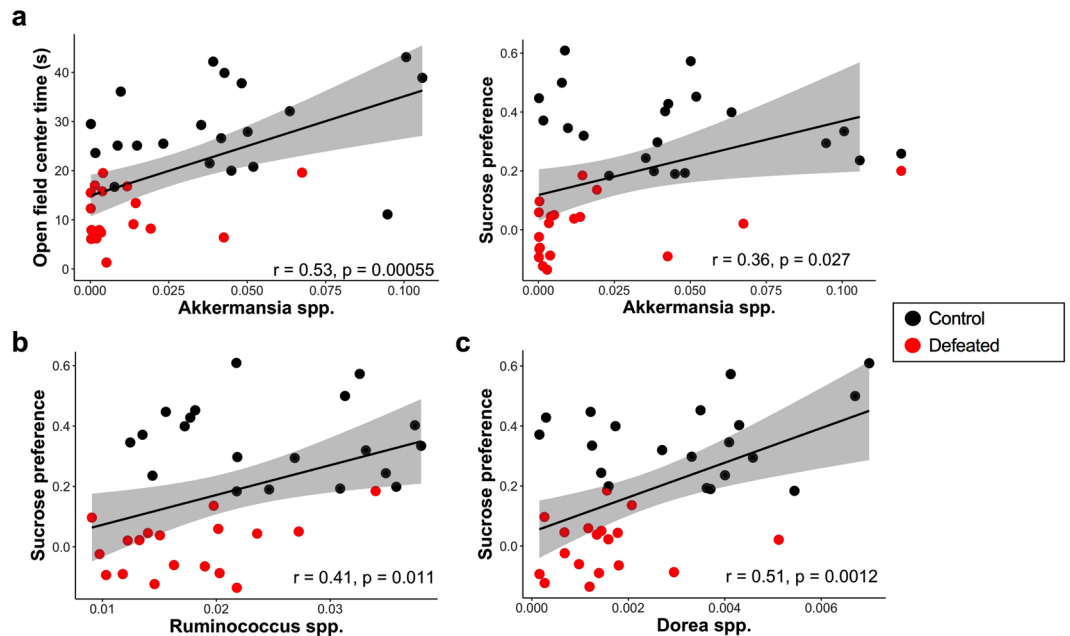 a
Open field center time (s)
40
30
20
10
0
0.000
0.025
0.050
0.075
0.100
r = 0.53, p = 0.00055
Akkermansia spp.
Sucrose preference
0.6
0.4
0.2
0.0
0.000
0.025
0.050
0.075
0.100
r = 0.36, p = 0.027
Akkermansia spp.
Control
Defeated
b
Sucrose preference
0.6
0.4
0.2
0.0
0.01
0.02
0.03
r = 0.41, p = 0.011
Ruminococcus spp.
c
Sucrose preference
0.6
0.4
0.2
0.0
0.000
0.002
0.004
0.006
r = 0.51, p = 0.0012
Dorea spp.